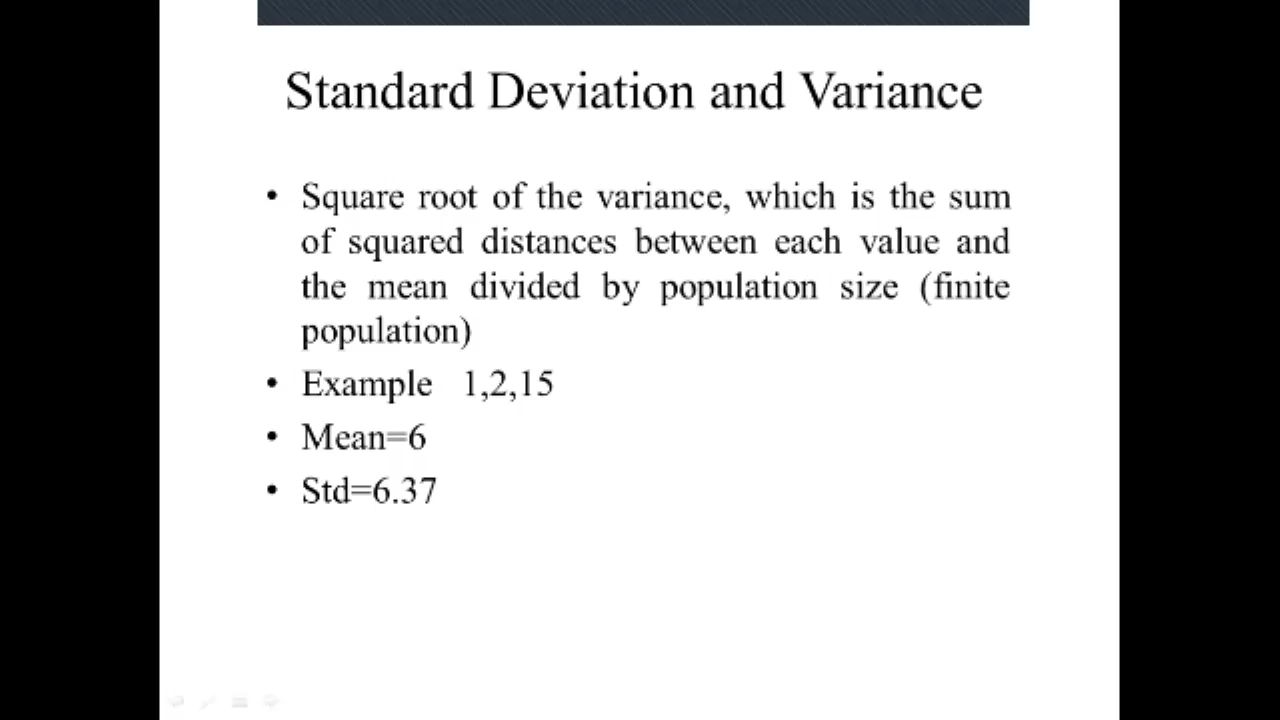 Standard Deviation and Variance
• Square root of the variance, which is the sum
of squared distances between each value and
the mean divided by population size (finite
population)
• Example 1,2,15
• Mean=6
• Std=6.37